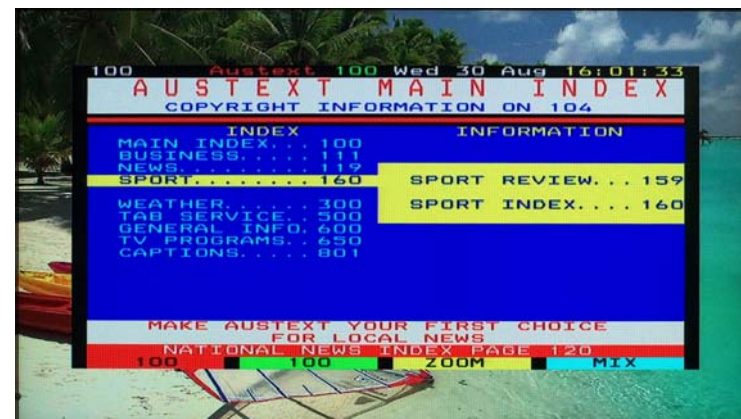 100 Austext 100 Wed 30 Aug 16:01:33
AUSTEXT MAIN INDEX
COPYRIGHT INFORMATION ON 104
INDEX INFORMATION
MAIN INDEX... 100
BUSINESS..... 111
NEWS......... 119
SPORT........ 160 SPORT REVIEW... 159
SPORT INDEX.... 160
WEATHER...... 300
TAB SERVICE.. 500
GENERAL INFO. 600
TV PROGRAMS.. 650
CAPTIONS..... 801
MAKE AUSTEXT YOUR FIRST CHOICE
FOR LOCAL NEWS
NATIONAL NEWS INDEX PAGE 120
100 100 ZOOM MIX